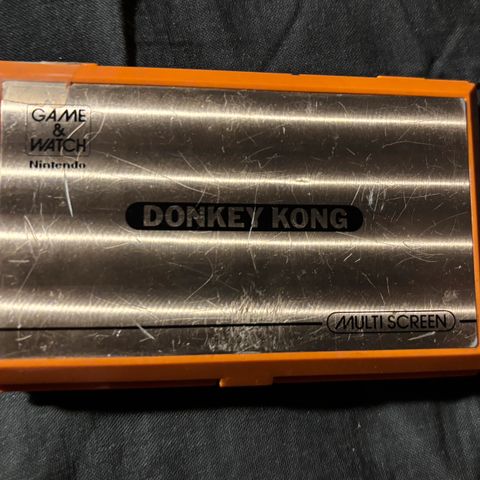 GAME
&
WATCH
Nintendo
DONKEY KONG
MULTI SCREEN